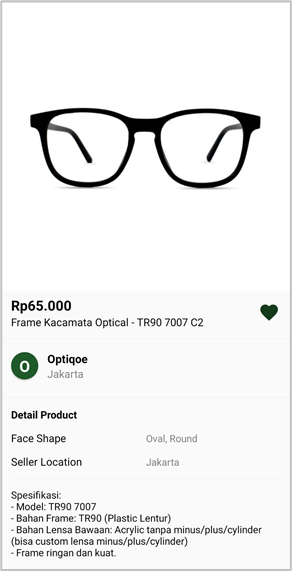 Rp65.000
Frame Kacamata Optical - TR90 7007 C2
O
Optiqoe
Jakarta
Detail Product
Face Shape Oval, Round
Seller Location Jakarta
Spesifikasi:
- Model: TR90 7007
- Bahan Frame: TR90 (Plastic Lentur)
- Bahan Lensa Bawaan: Acrylic tanpa minus/plus/cylinder
(bisa custom lensa minus/plus/cylinder)
- Frame ringan dan kuat.